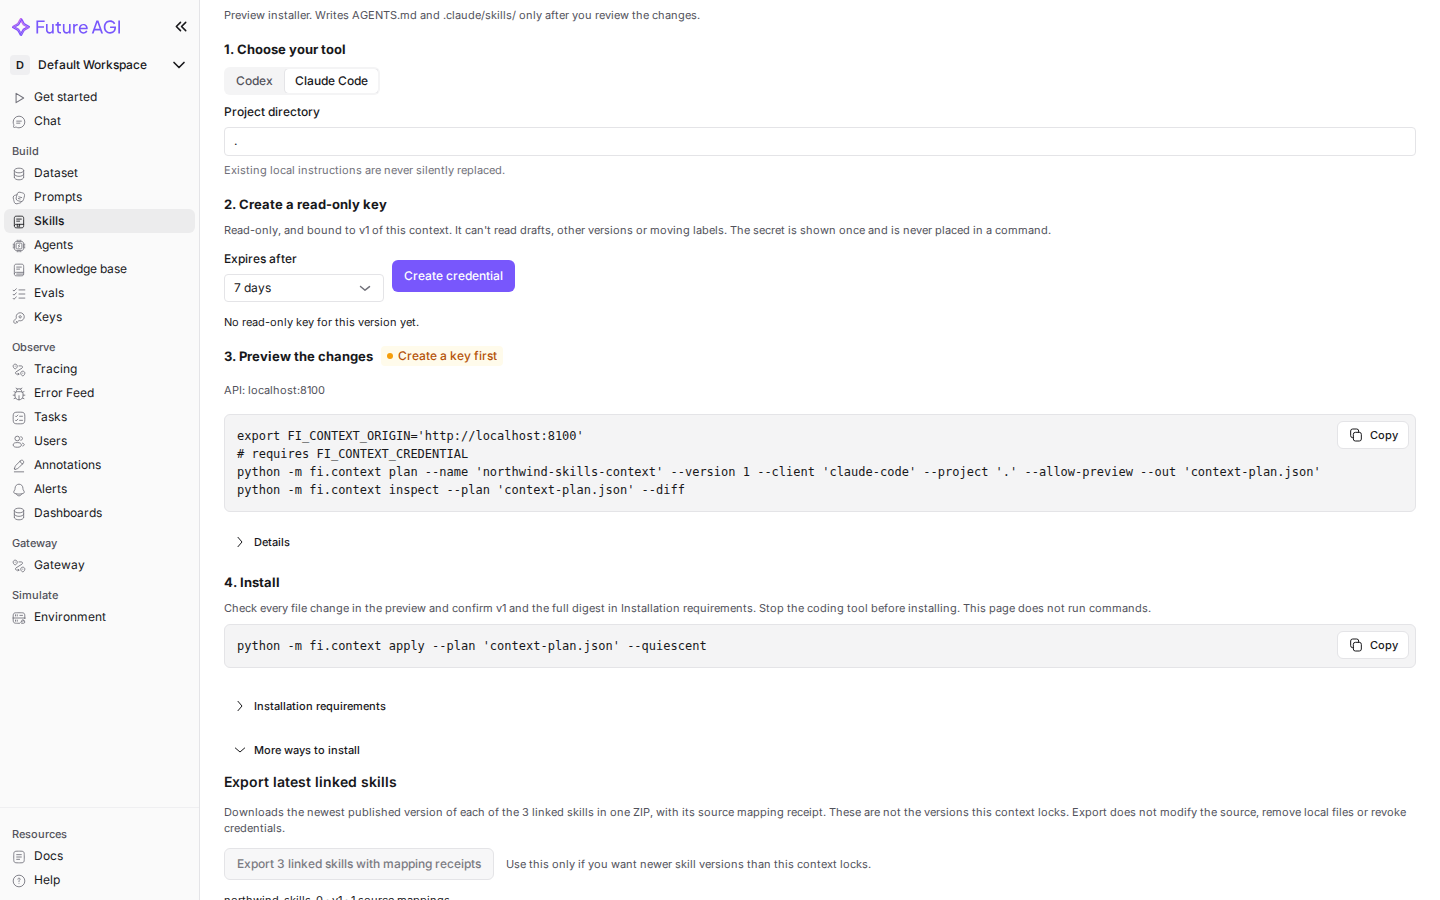 Future AGI
D Default Workspace
Get started
Chat
Build
Dataset
Prompts
Skills
Agents
Knowledge base
Evals
Keys
Observe
Tracing
Error Feed
Tasks
Users
Annotations
Alerts
Dashboards
Gateway
Gateway
Simulate
Environment
Resources
Docs
Help
Preview installer. Writes AGENTS.md and .claude/skills/ only after you review the changes.
1. Choose your tool
Codex Claude Code
Project directory
.
Existing local instructions are never silently replaced.
2. Create a read-only key
Read-only, and bound to v1 of this context. It can't read drafts, other versions or moving labels. The secret is shown once and is never placed in a command.
Expires after
7 days
Create credential
No read-only key for this version yet.
3. Preview the changes Create a key first
API: localhost:8100
Copy
export FI_CONTEXT_ORIGIN='http://localhost:8100'
# requires FI_CONTEXT_CREDENTIAL
python -m fi.context plan --name 'northwind-skills-context' --version 1 --client 'claude-code' --project '.' --allow-preview --out 'context-plan.json'
python -m fi.context inspect --plan 'context-plan.json' --diff
Details
4. Install
Check every file change in the preview and confirm v1 and the full digest in Installation requirements. Stop the coding tool before installing. This page does not run commands.
python -m fi.context apply --plan 'context-plan.json' --quiescent
Copy
Installation requirements
More ways to install
Export latest linked skills
Downloads the newest published version of each of the 3 linked skills in one ZIP, with its source mapping receipt. These are not the versions this context locks. Export does not modify the source, remove local files or revoke
credentials.
Export 3 linked skills with mapping receipts Use this only if you want newer skill versions than this context locks.
northwind-skills-0 · v1 · 1 source mappings